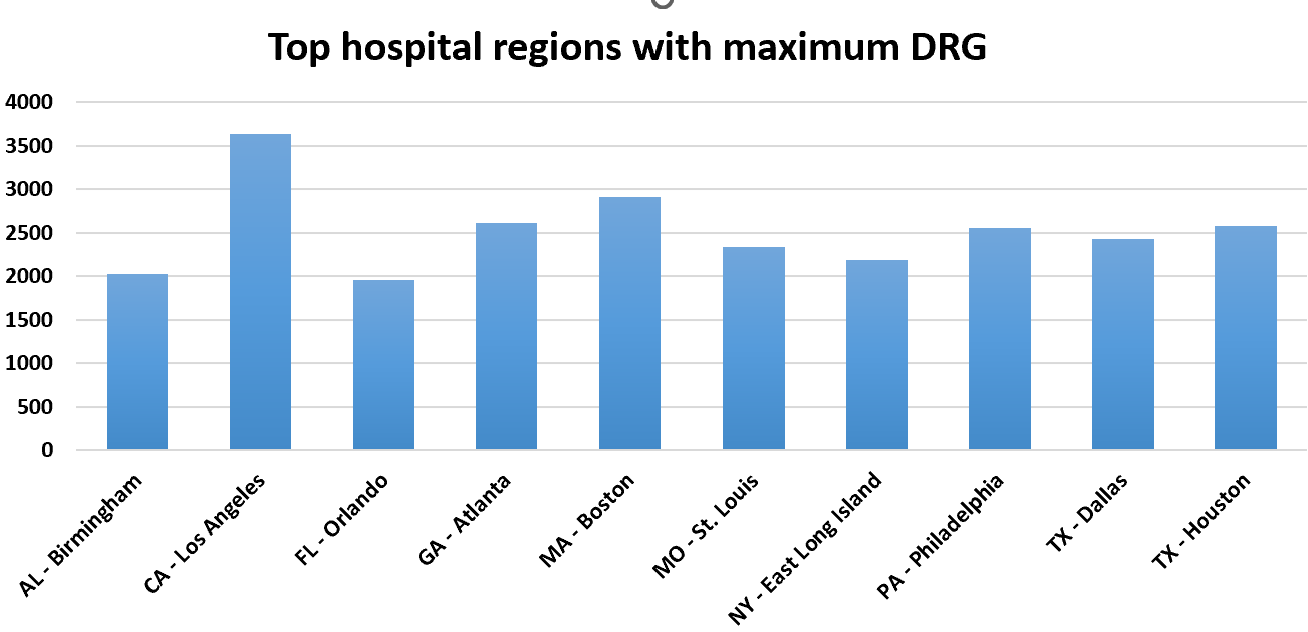 Top hospital regions with maximum DRG
4000
3500
3000
2500
2000
1500
1000
500
0
AL - Birmingham
CA - Los Angeles
FL - Orlando
GA - Atlanta
MA - Boston
MO - St. Louis
NY - East Long Island
PA - Philadelphia
TX - Dallas
TX - Houston